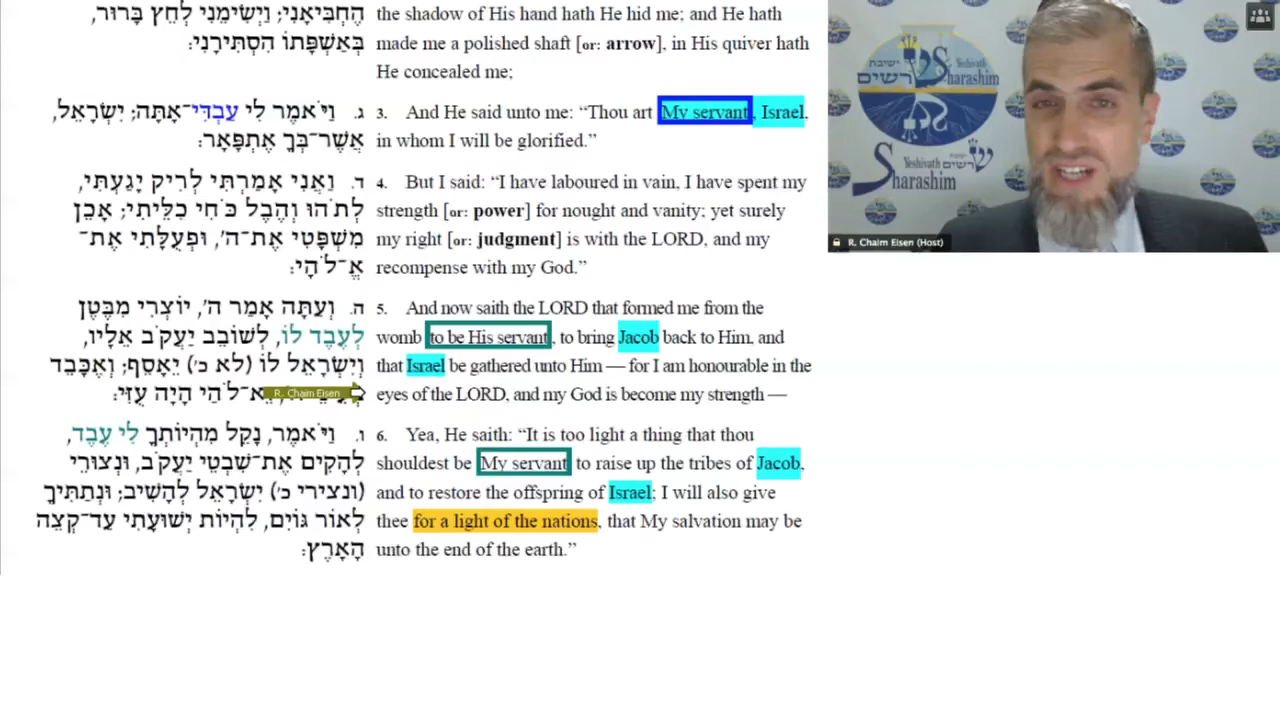 הֶחְבִּיאָנִי; וַיְשִׂימֵנִי לְחֵץ בָּרוּר,
בְּאַשְׁפָּתוֹ הִסְתִּירָנִי:
ג. וַיֹּאמֶר לִי עַבְדִּי־אָתָּה; יִשְׂרָאֵל,
אֲשֶׁר־בְּךָ אֶתְפָּאָר:
ד. וַאֲנִי אָמַרְתִּי לְרִיק יָגַעְתִּי,
לְתֹהוּ וְהֶבֶל כֹּחִי כִלֵּיתִי; אָכֵן
מִשְׁפָּטִי אֶת־ה', וּפְעֻלָּתִי אֶת־
אֱ־לֹהָי:
ה. וְעַתָּה אָמַר ה', יוֹצְרִי מִבֶּטֶן
לְעֶבֶד לוֹ, לְשׁוֹבֵב יַעֲקֹב אֵלָיו,
וְיִשְׂרָאֵל לוֹ (לא כ') יֵאָסֵף; וְאֶכָּבֵד
א־לֹהַי הָיָה עֻזִּי:
ו. וַיֹּאמֶר, נָקֵל מִהְיוֹתְךָ לִי עֶבֶד,
לְהָקִים אֶת־שִׁבְטֵי יַעֲקֹב, וּנְצוּרֵי
(ונצירי כ') יִשְׂרָאֵל לְהָשִׁיב; וּנְתַתִּיךָ
לְאוֹר גּוֹיִם, לִהְיוֹת יְשׁוּעָתִי עַד־קְצֵה
הָאָרֶץ:
the shadow of His hand hath He hid me; and He hath
made me a polished shaft [or: arrow], in His quiver hath
He concealed me;
3. And He said unto me: “Thou art My servant, Israel,
in whom I will be glorified.”
4. But I said: “I have laboured in vain, I have spent my
strength [or: power] for nought and vanity; yet surely
my right [or: judgment] is with the LORD, and my
recompense with my God.”
5. And now saith the LORD that formed me from the
womb to be His servant, to bring Jacob back to Him, and
that Israel be gathered unto Him — for I am honourable in the
eyes of the LORD, and my God is become my strength —
6. Yea, He saith: “It is too light a thing that thou
shouldest be My servant to raise up the tribes of Jacob,
and to restore the offspring of Israel; I will also give
thee for a light of the nations, that My salvation may be
unto the end of the earth.”
R. Chaim Eisen
ישיבת
שרשים
Yeshivath
Sharashim
Yeshivath ישיבת
Sharashim שרשים
R. Chaim Eisen (Host)